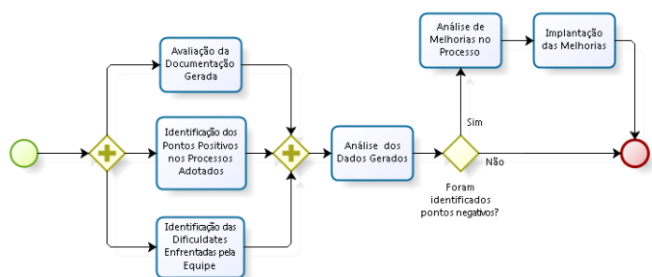 Avaliação da
Documentação
Gerada
Identificação dos
Pontos Positivos
nos Processos
Adotados
Identificação das
Dificuldates
Enfrentadas pela
Equipe
Análise dos
Dados Gerados
Foram
identificados
pontos negativos?
Sim
Não
Análise de
Melhorias no
Processo
Implantação
das Melhorias